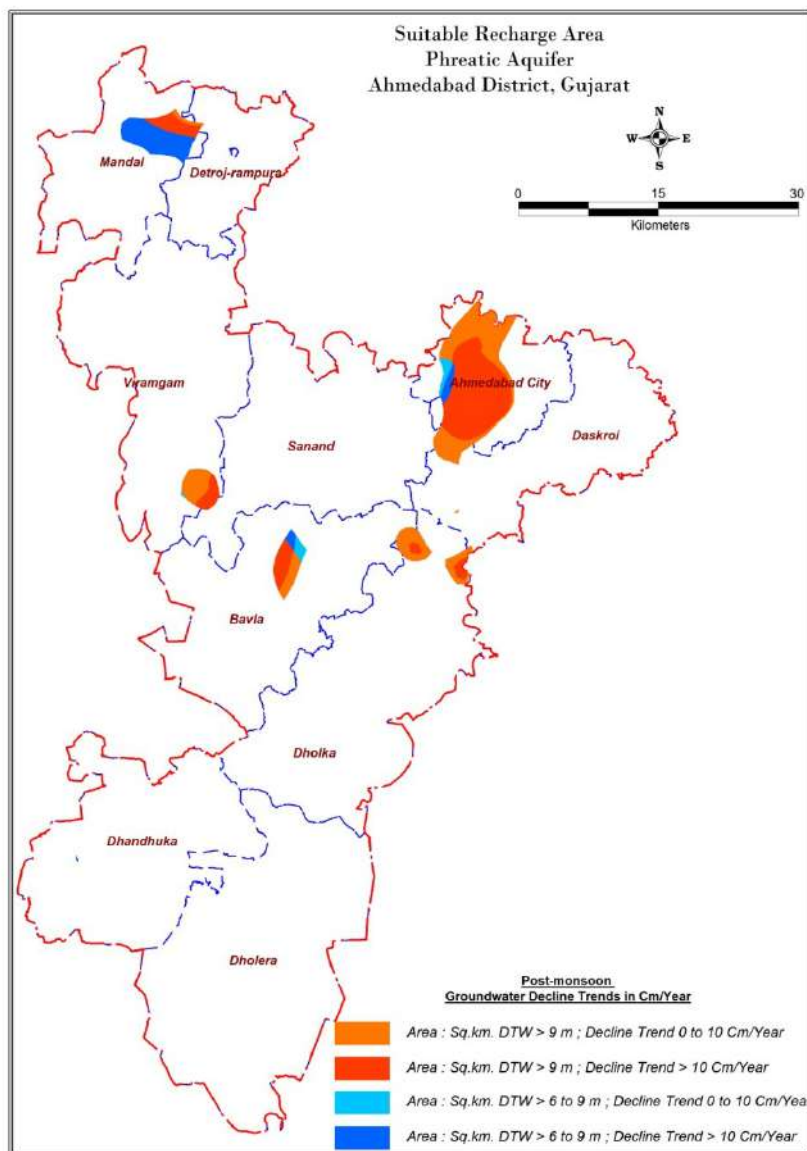 Suitable Recharge Area
Phreatic Aquifer
Ahmedabad District, Gujarat
N
W E
S
0 15 30
Kilometers
Mandal
Detroj-rampura
Viramgam
Ahmedabad City
Sanand
Daskroi
Bavla
Dholka
Dhandhuka
Dholera
Post-monsoon
Groundwater Decline Trends in Cm/Year
Area : Sq.km. DTW > 9 m ; Decline Trend 0 to 10 Cm/Year
Area : Sq.km. DTW > 9 m ; Decline Trend > 10 Cm/Year
Area : Sq.km. DTW > 6 to 9 m ; Decline Trend 0 to 10 Cm/Year
Area : Sq.km. DTW > 6 to 9 m ; Decline Trend > 10 Cm/Year